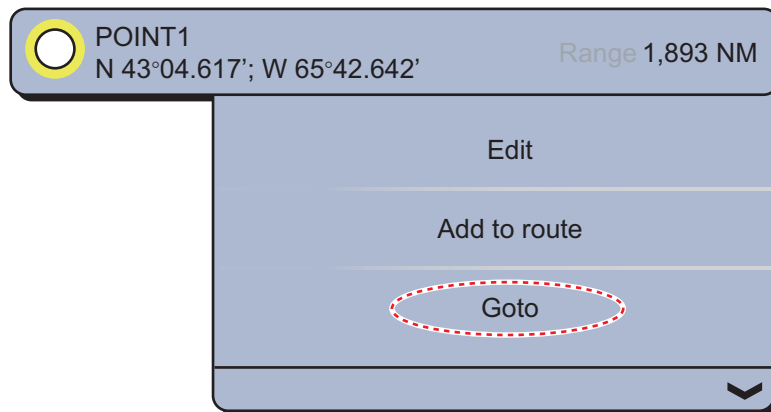 POINT1
N 43°04.617’; W 65°42.642’
Range 1,893 NM
Edit
Add to route
Goto